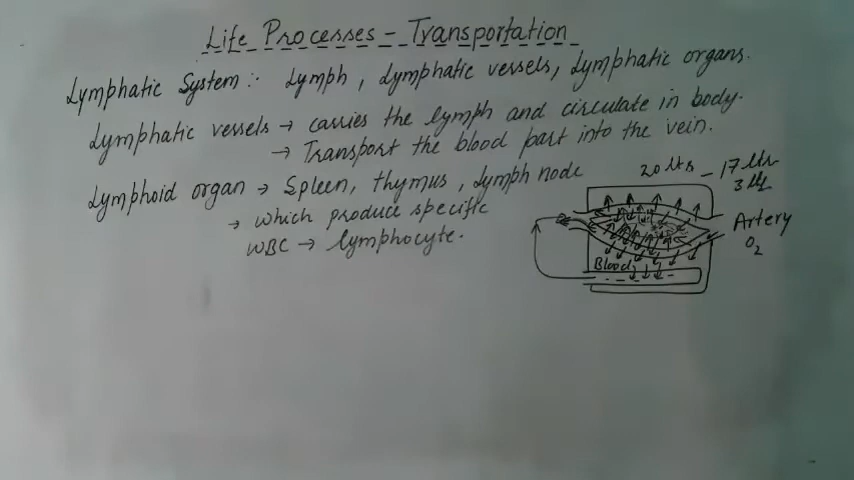 Life Processes - Transportation
Lymphatic System :- Lymph, Lymphatic vessels, Lymphatic organs.
Lymphatic vessels → carries the lymph and circulate in body.
→ Transport the blood part into the vein.
Lymphoid organ → Spleen, thymus, Lymph node
→ which produce specific
WBC → lymphocyte.
20 lts - 17 ltr
3 lt
Artery
O2
Blood